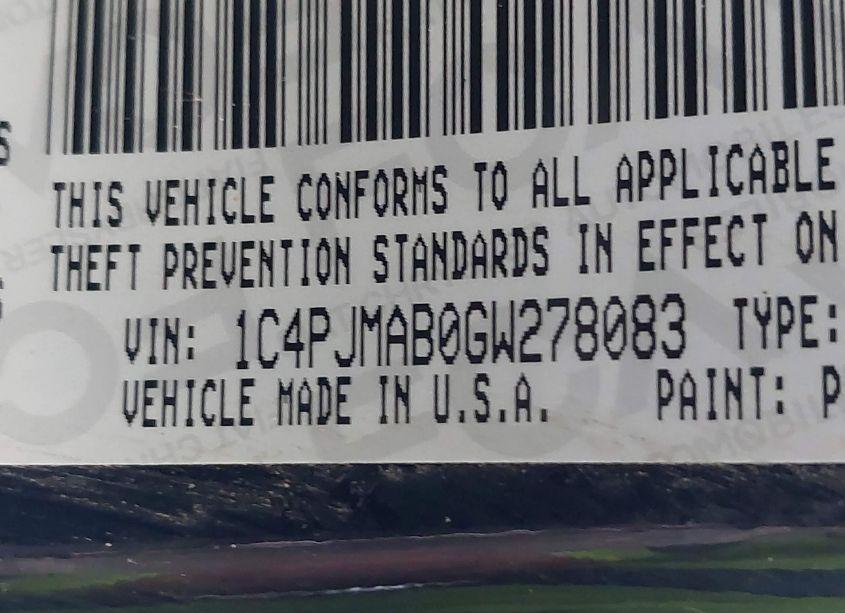 THIS VEHICLE CONFORMS TO ALL APPLICABLE
THEFT PREVENTION STANDARDS IN EFFECT ON
VIN: 1C4PJMAB0GW278083 TYPE:
VEHICLE MADE IN U.S.A. PAINT: P